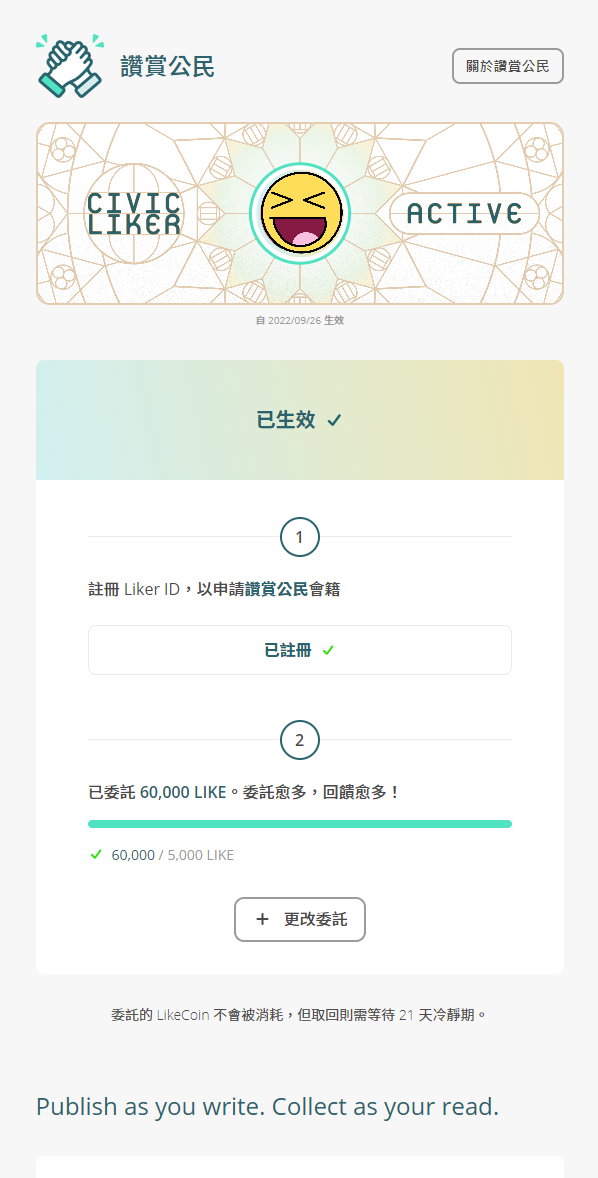 讚賞公民
關於讚賞公民
CIVIC
LIKER
ACTIVE
自 2022/09/26 生效
已生效
1
註冊 Liker ID，以申請讚賞公民會籍
已註冊
2
已委託 60,000 LIKE。委託愈多，回饋愈多！
60,000 / 5,000 LIKE
+ 更改委託
委託的 LikeCoin 不會被消耗，但取回則需等待 21 天冷靜期。
Publish as you write. Collect as your read.